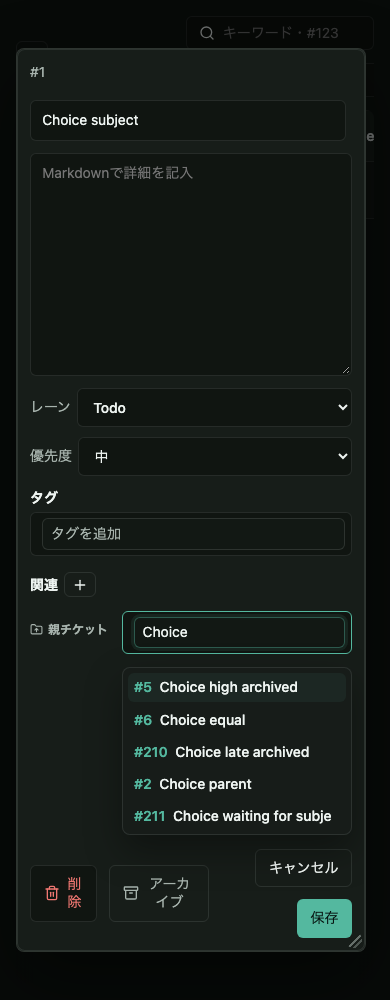 キーワード・#123
#1
Choice subject
Markdownで詳細を記入
レーン Todo
優先度 中
タグ
タグを追加
関連 +
親チケット Choice
#5 Choice high archived
#6 Choice equal
#210 Choice late archived
#2 Choice parent
#211 Choice waiting for subje
キャンセル
削除
アーカイブ
保存